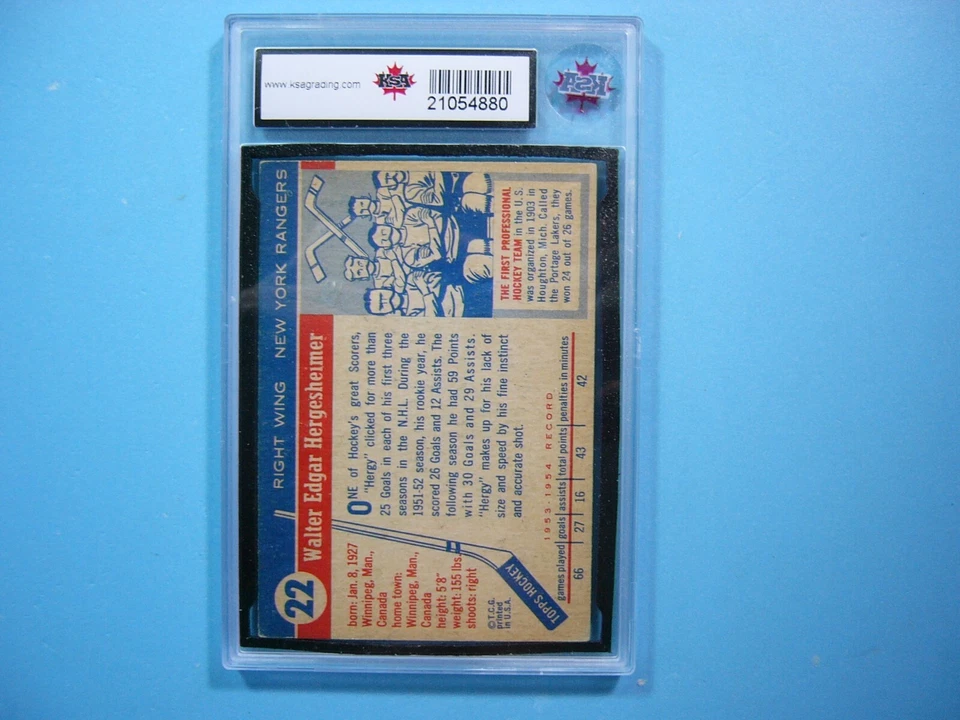 www.ksagrading.com
KSA
21054880
KSA
RIGHT WING NEW YORK RANGERS
22
Walter Edgar Hergesheimer
born: Jan. 8, 1927
Winnipeg, Man.,
Canada
home town:
Winnipeg, Man.,
Canada
height: 5'8"
weight: 155 lbs.
shoots: right
©T.C.G.
printed
in U.S.A.
TOPPS HOCKEY
ONE of Hockey's great Scorers,
"Hergy" clicked for more than
25 Goals in each of his first three
seasons in the N.H.L. During the
1951-52 season, his rookie year, he
scored 26 Goals and 12 Assists. The
following season he had 59 Points
with 30 Goals and 29 Assists.
"Hergy" makes up for his lack of
size and speed by his fine instinct
and accurate shot.
THE FIRST PROFESSIONAL
HOCKEY TEAM in the U.S.
was organized in 1903 in
Houghton, Mich. Called
the Portage Lakers, they
won 24 out of 26 games.
1953-1954 RECORD
games played goals assists total points penalties in minutes
66 27 16 43 42